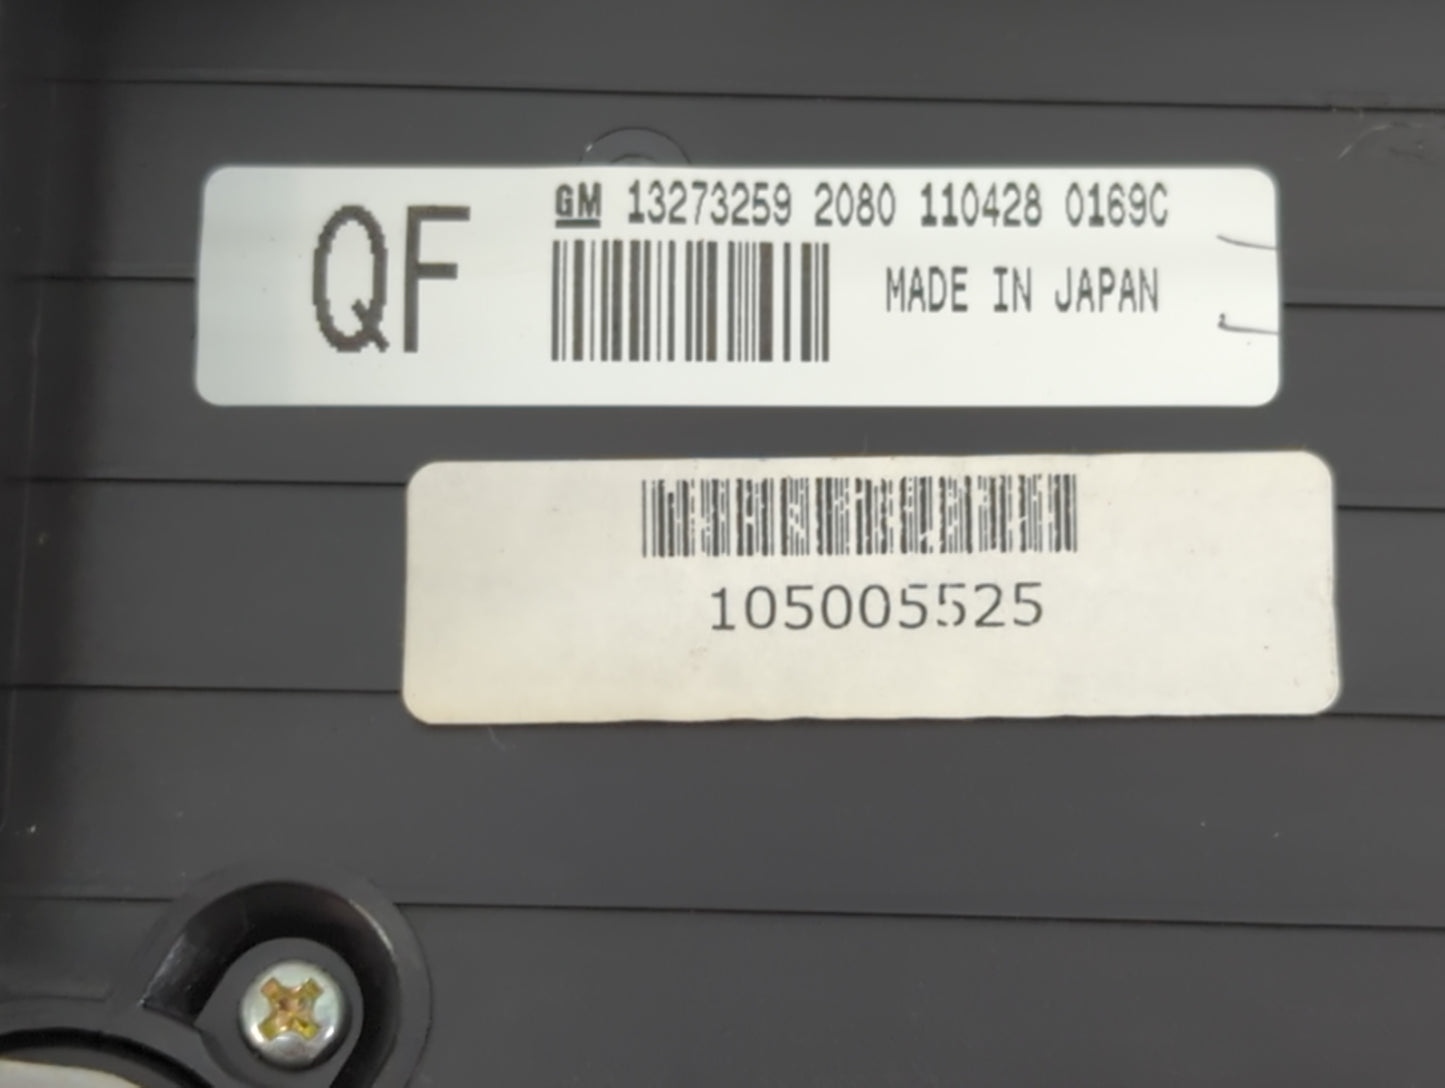 QF
GM 13273259 2080 110428 0169C
MADE IN JAPAN
105005525